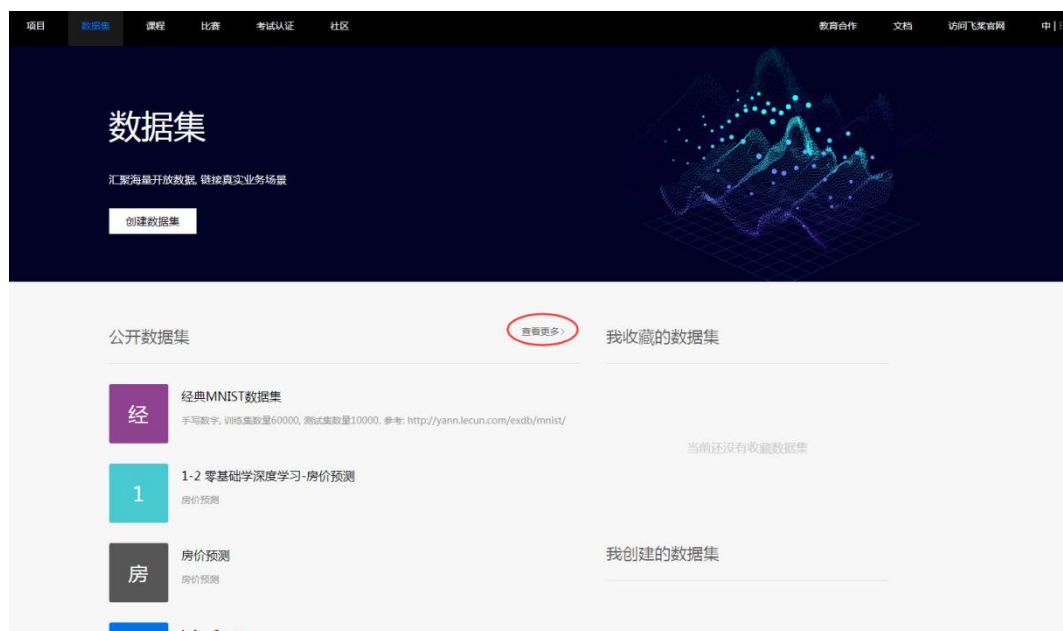 项目 数据集 课程 比赛 考试认证 社区 教育合作 文档 访问飞桨官网 中 |
数据集
汇聚海量开放数据, 链接真实业务场景
创建数据集
公开数据集
查看更多>
我收藏的数据集
经
经典MNIST数据集
手写数字, 训练集数量60000, 测试集数量10000. 参考: http://yann.lecun.com/exdb/mnist/
当前还没有收藏数据集
1
1-2 零基础学深度学习-房价预测
房价预测
房
房价预测
房价预测
我创建的数据集